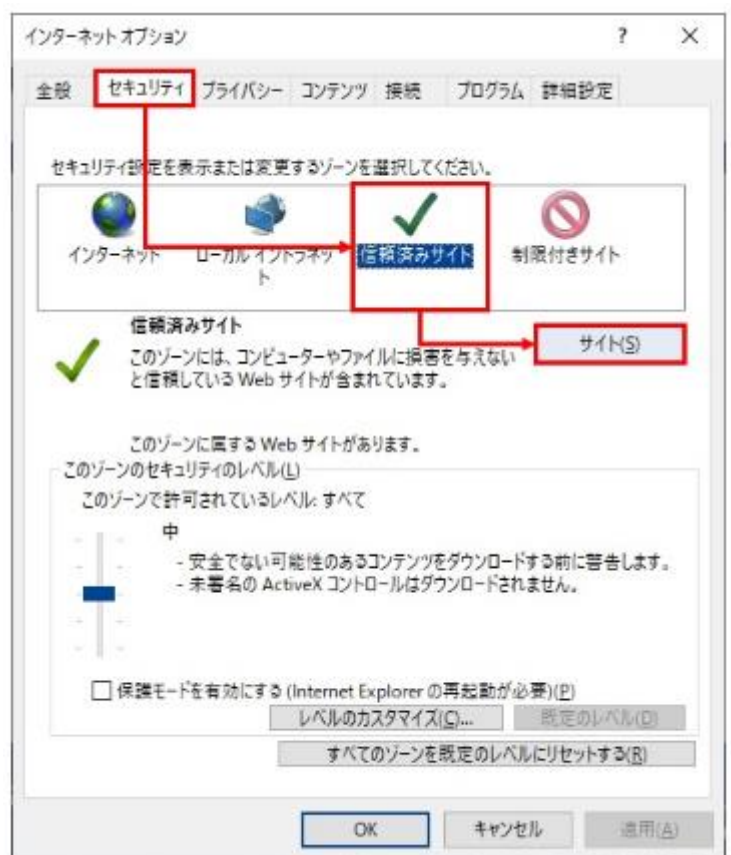 インターネット オプション ? ×
全般 セキュリティ プライバシー コンテンツ 接続 プログラム 詳細設定
セキュリティ設定を表示または変更するゾーンを選択してください。
インターネット ローカル イントラネット 信頼済みサイト 制限付きサイト
信頼済みサイト
サイト(S)
このゾーンには、コンピューターやファイルに損害を与えない
と信頼している Web サイトが含まれています。
このゾーンに属する Web サイトがあります。
このゾーンのセキュリティのレベル(L)
このゾーンで許可されているレベル: すべて
中
- 安全でない可能性のあるコンテンツをダウンロードする前に警告します。
- 未署名の ActiveX コントロールはダウンロードされません。
保護モードを有効にする (Internet Explorer の再起動が必要)(P)
レベルのカスタマイズ(C)... 既定のレベル(D)
すべてのゾーンを既定のレベルにリセットする(R)
OK キャンセル 適用(A)